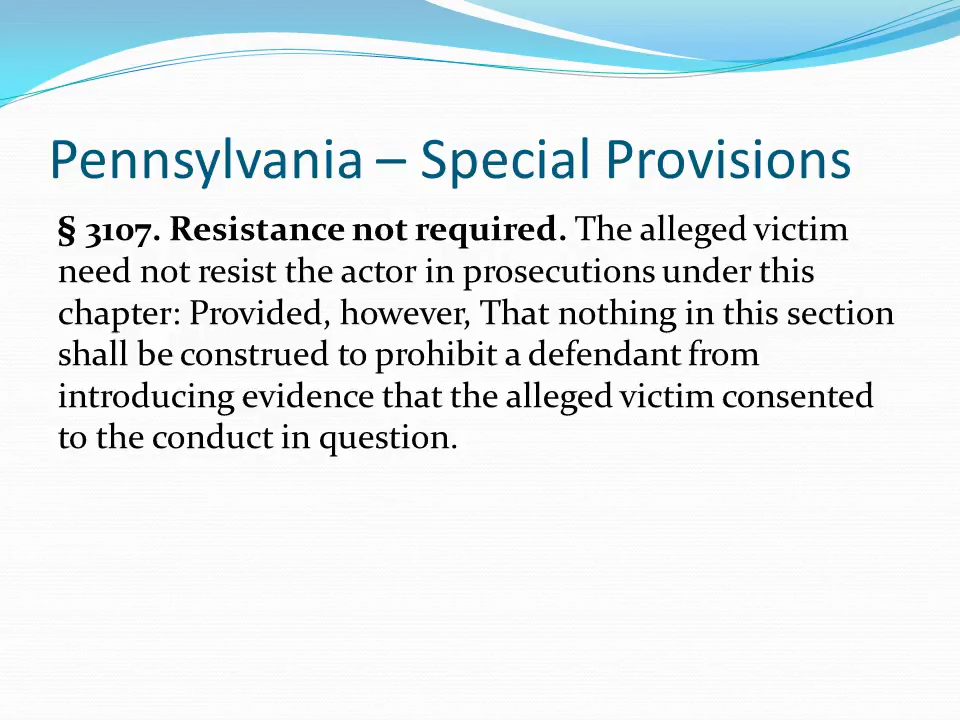 Pennsylvania – Special Provisions
§ 3107. Resistance not required. The alleged victim
need not resist the actor in prosecutions under this
chapter: Provided, however, That nothing in this section
shall be construed to prohibit a defendant from
introducing evidence that the alleged victim consented
to the conduct in question.